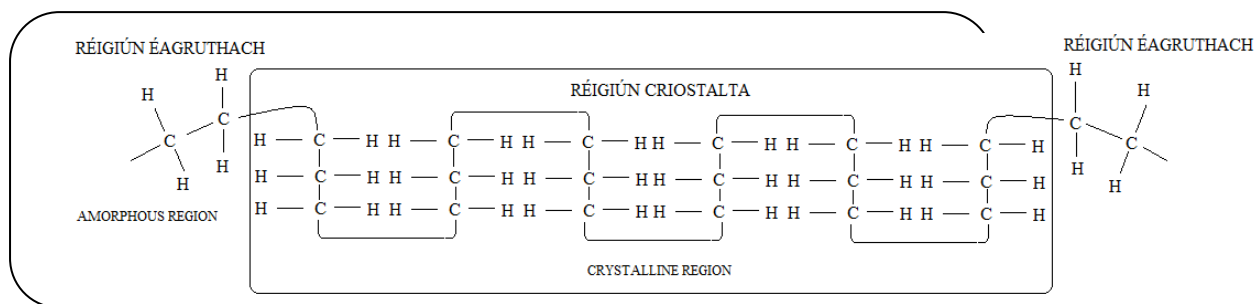 RÉIGIÚN ÉAGRUTHACH
RÉIGIÚN ÉAGRUTHACH
RÉIGIÚN CRIOSTALTA
H H H
H C C H
C C
H H H H
H C H H C H H C H H C H H C H H C H
H C H H C H H C H H C H H C H H C H
H C H H C H H C H H C H H C H H C H
AMORPHOUS REGION
CRYSTALLINE REGION